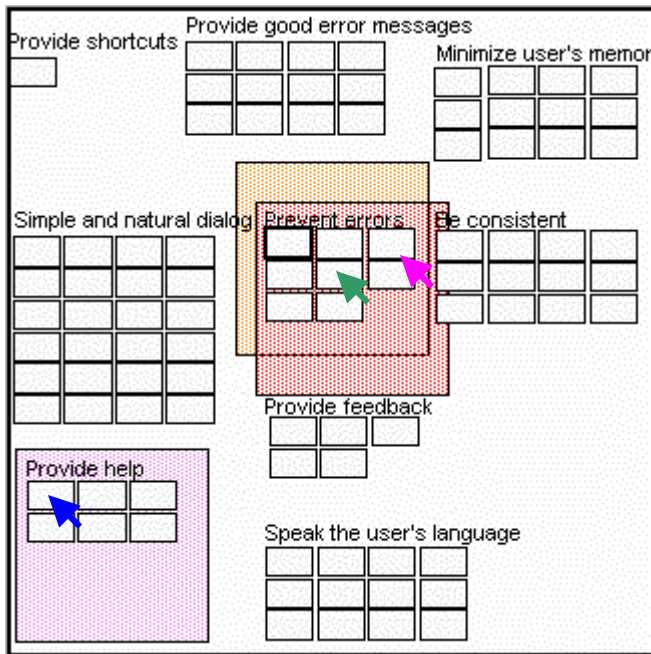 Provide good error messages
Provide shortcuts
Minimize user's memor
Simple and natural dialog
Prevent errors
Be consistent
Provide feedback
Provide help
Speak the user's language